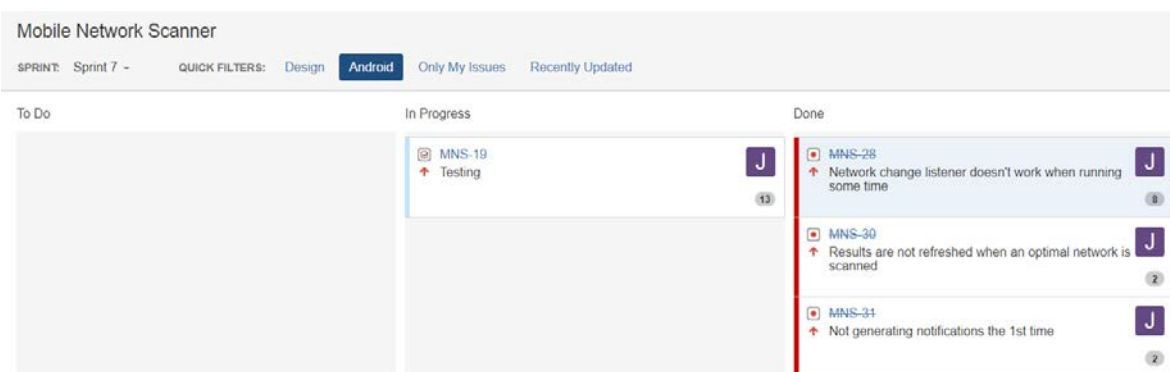 Mobile Network Scanner
SPRINT: Sprint 7
QUICK FILTERS: Design Android Only My Issues Recently Updated
To Do
In Progress
Done
MNS-19
Testing
J
13
MNS-28
Network change listener doesn't work when running
some time
J
8
MNS-30
Results are not refreshed when an optimal network is
scanned
J
2
MNS-31
Not generating notifications the 1st time
J
2